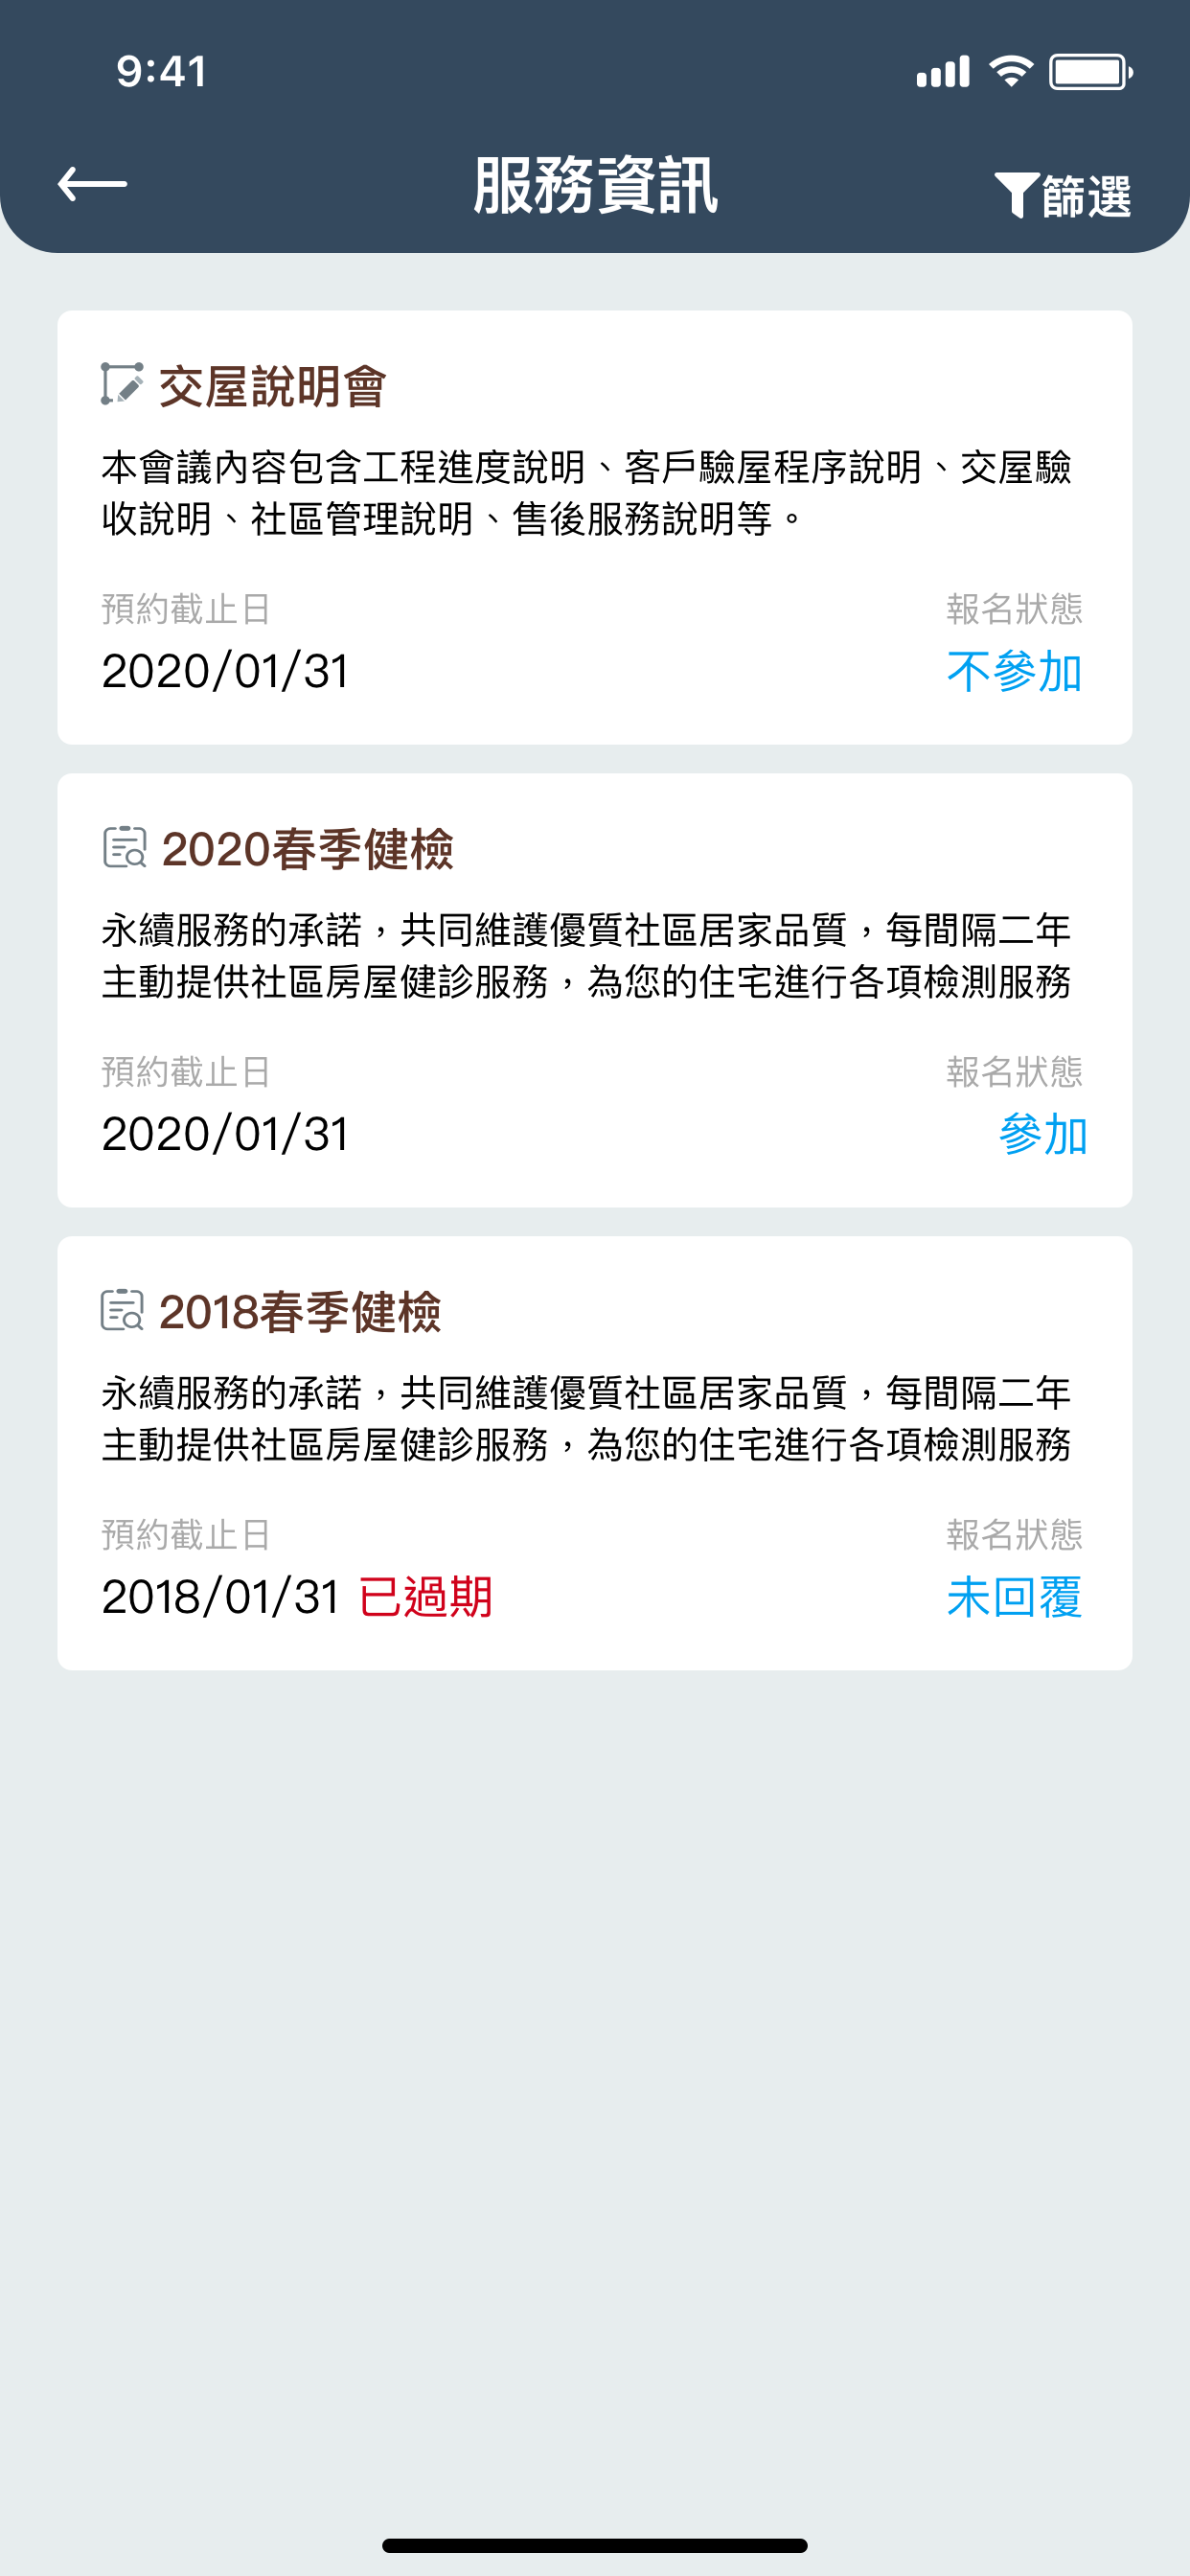 9:41
服務資訊
篩選
交屋說明會
本會議內容包含工程進度說明、客戶驗屋程序說明、交屋驗
收說明、社區管理說明、售後服務說明等。
預約截止日 報名狀態
2020/01/31 不參加
2020春季健檢
永續服務的承諾，共同維護優質社區居家品質，每間隔二年
主動提供社區房屋健診服務，為您的住宅進行各項檢測服務
預約截止日 報名狀態
2020/01/31 參加
2018春季健檢
永續服務的承諾，共同維護優質社區居家品質，每間隔二年
主動提供社區房屋健診服務，為您的住宅進行各項檢測服務
預約截止日 報名狀態
2018/01/31 已過期 未回覆